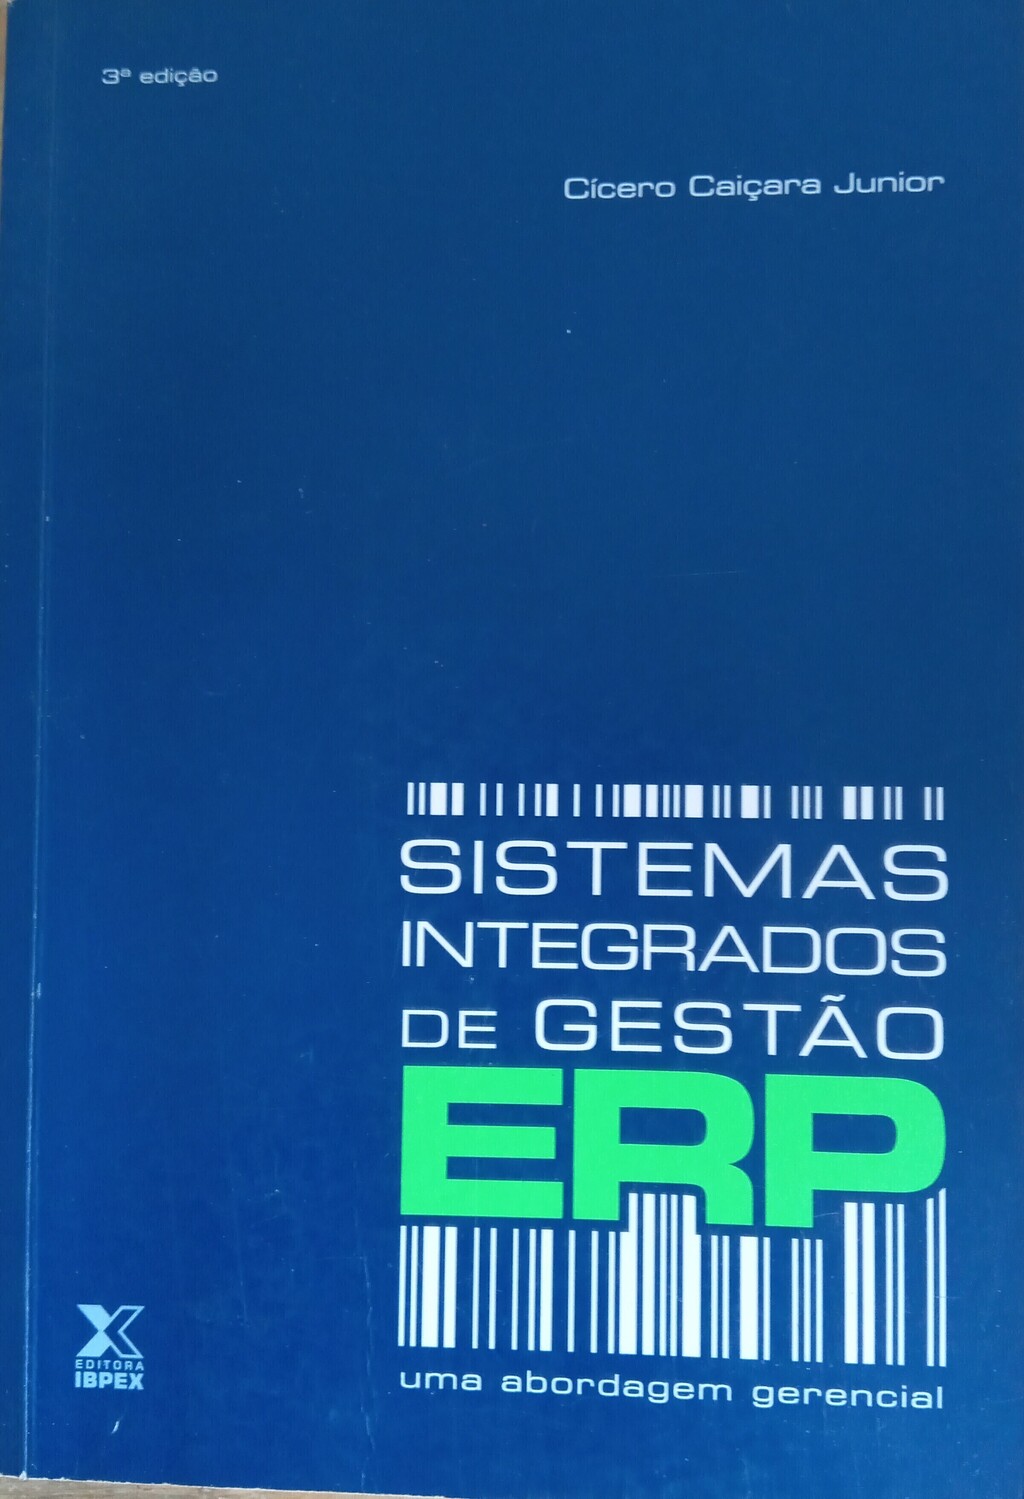 3ª edição
Cícero Caiçara Junior
SISTEMAS
INTEGRADOS
DE GESTÃO
ERP
uma abordagem gerencial
EDITORA
IBPEX